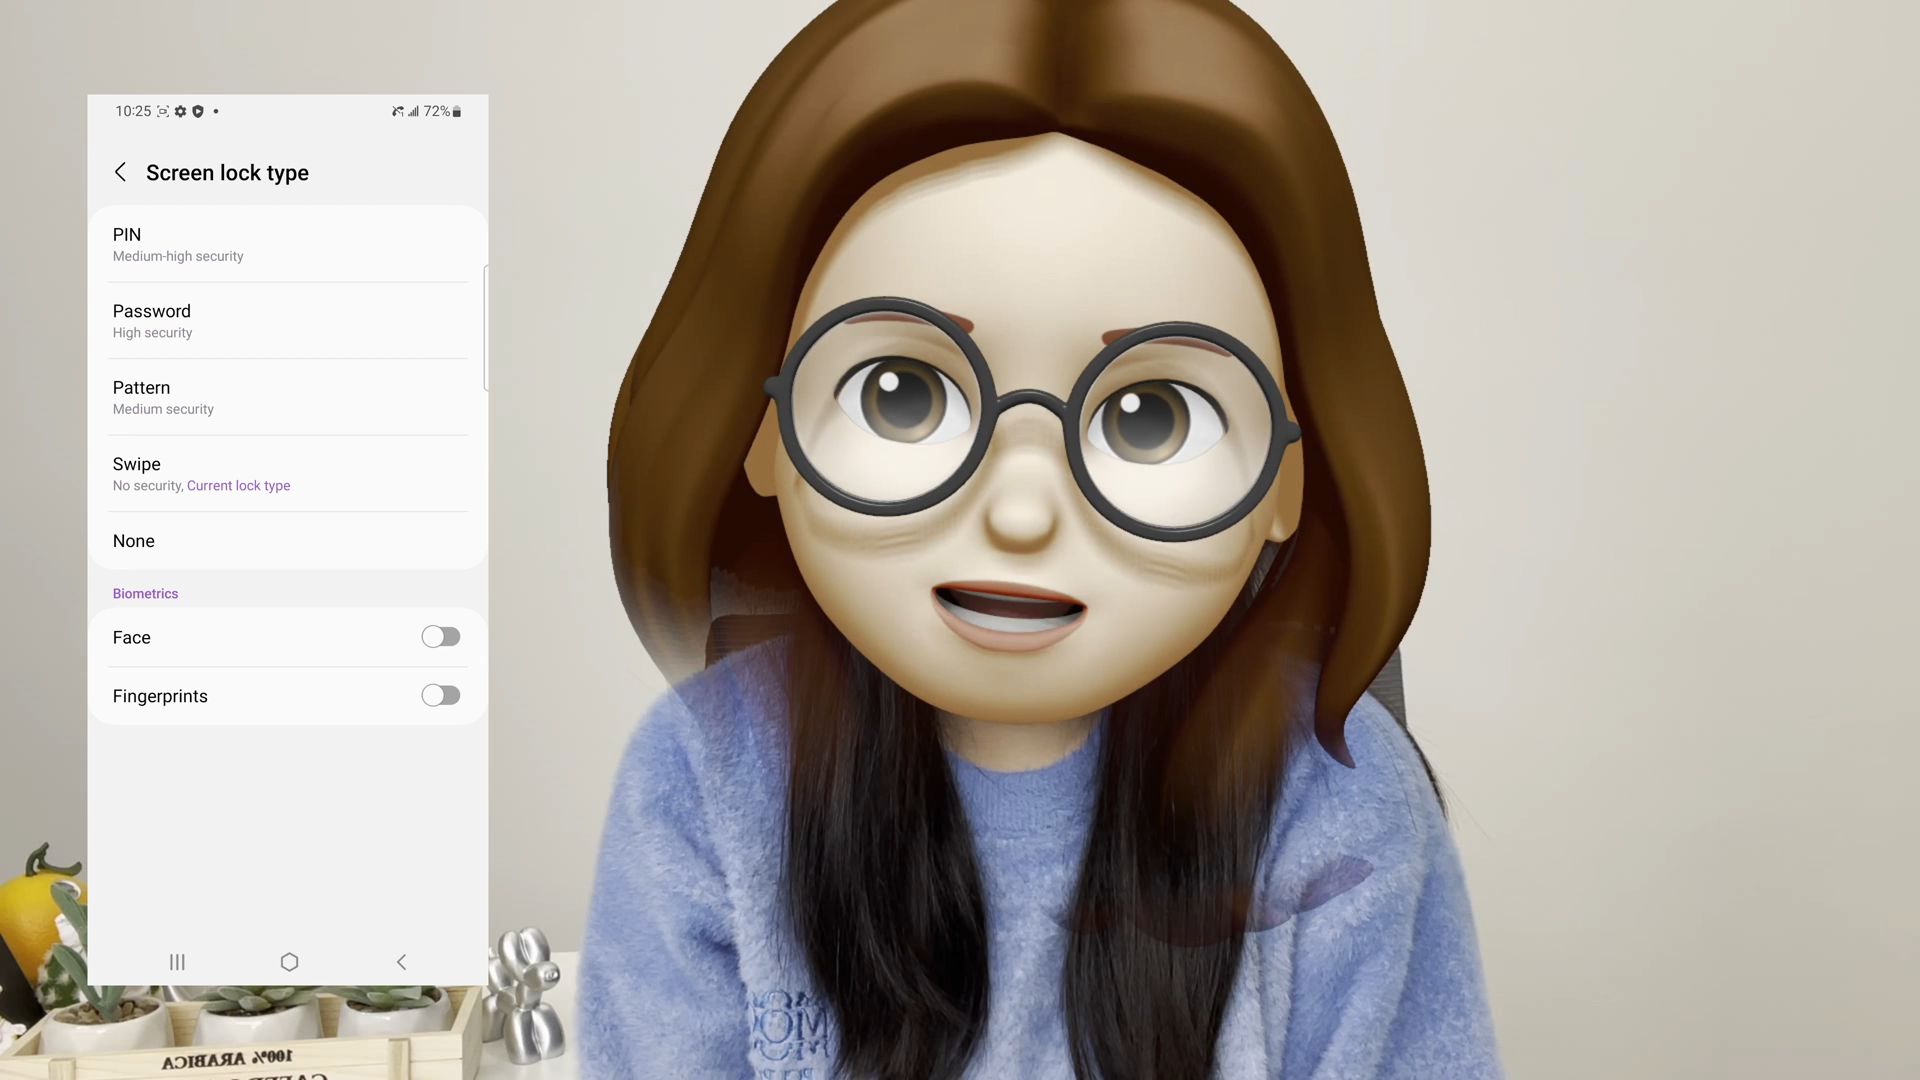 10:25
72%
Screen lock type
PIN
Medium-high security
Password
High security
Pattern
Medium security
Swipe
No security, Current lock type
None
Biometrics
Face
Fingerprints
100% ARABICA